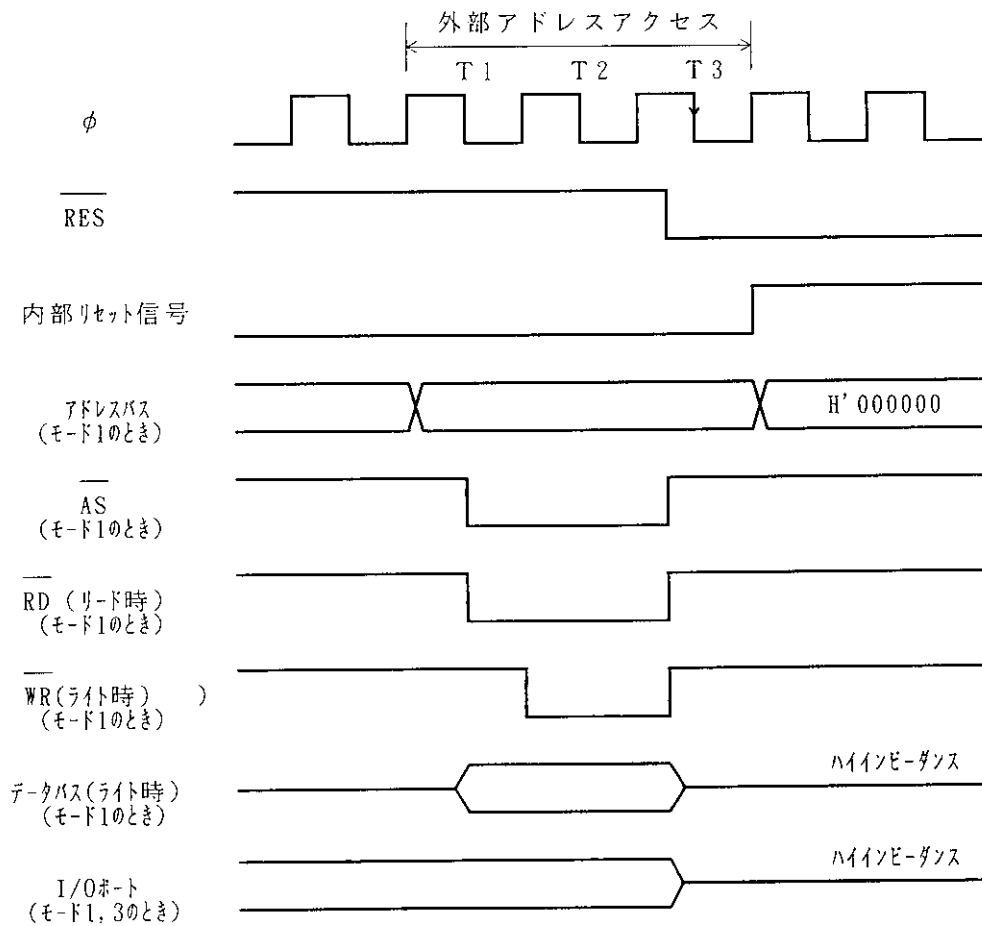 外部アドレスアクセス
T1 T2 T3
φ
RES
内部リセット信号
アドレスバス
(モード1のとき)
H'000000
AS
(モード1のとき)
RD (リード時)
(モード1のとき)
WR(ライト時) )
(モード1のとき)
データバス(ライト時)
(モード1のとき)
ハイインピーダンス
I/Oポート
(モード1,3のとき)
ハイインピーダンス